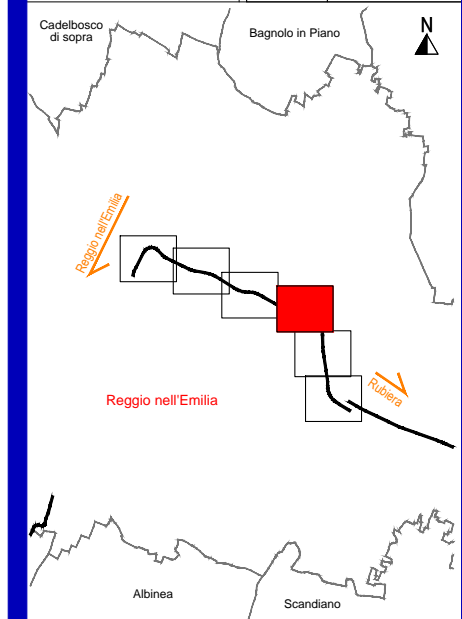 Cadelbosco
di sopra
Bagnolo in Piano
N
Reggio nell'Emilia
Rubiera
Reggio nell'Emilia
Albinea
Scandiano